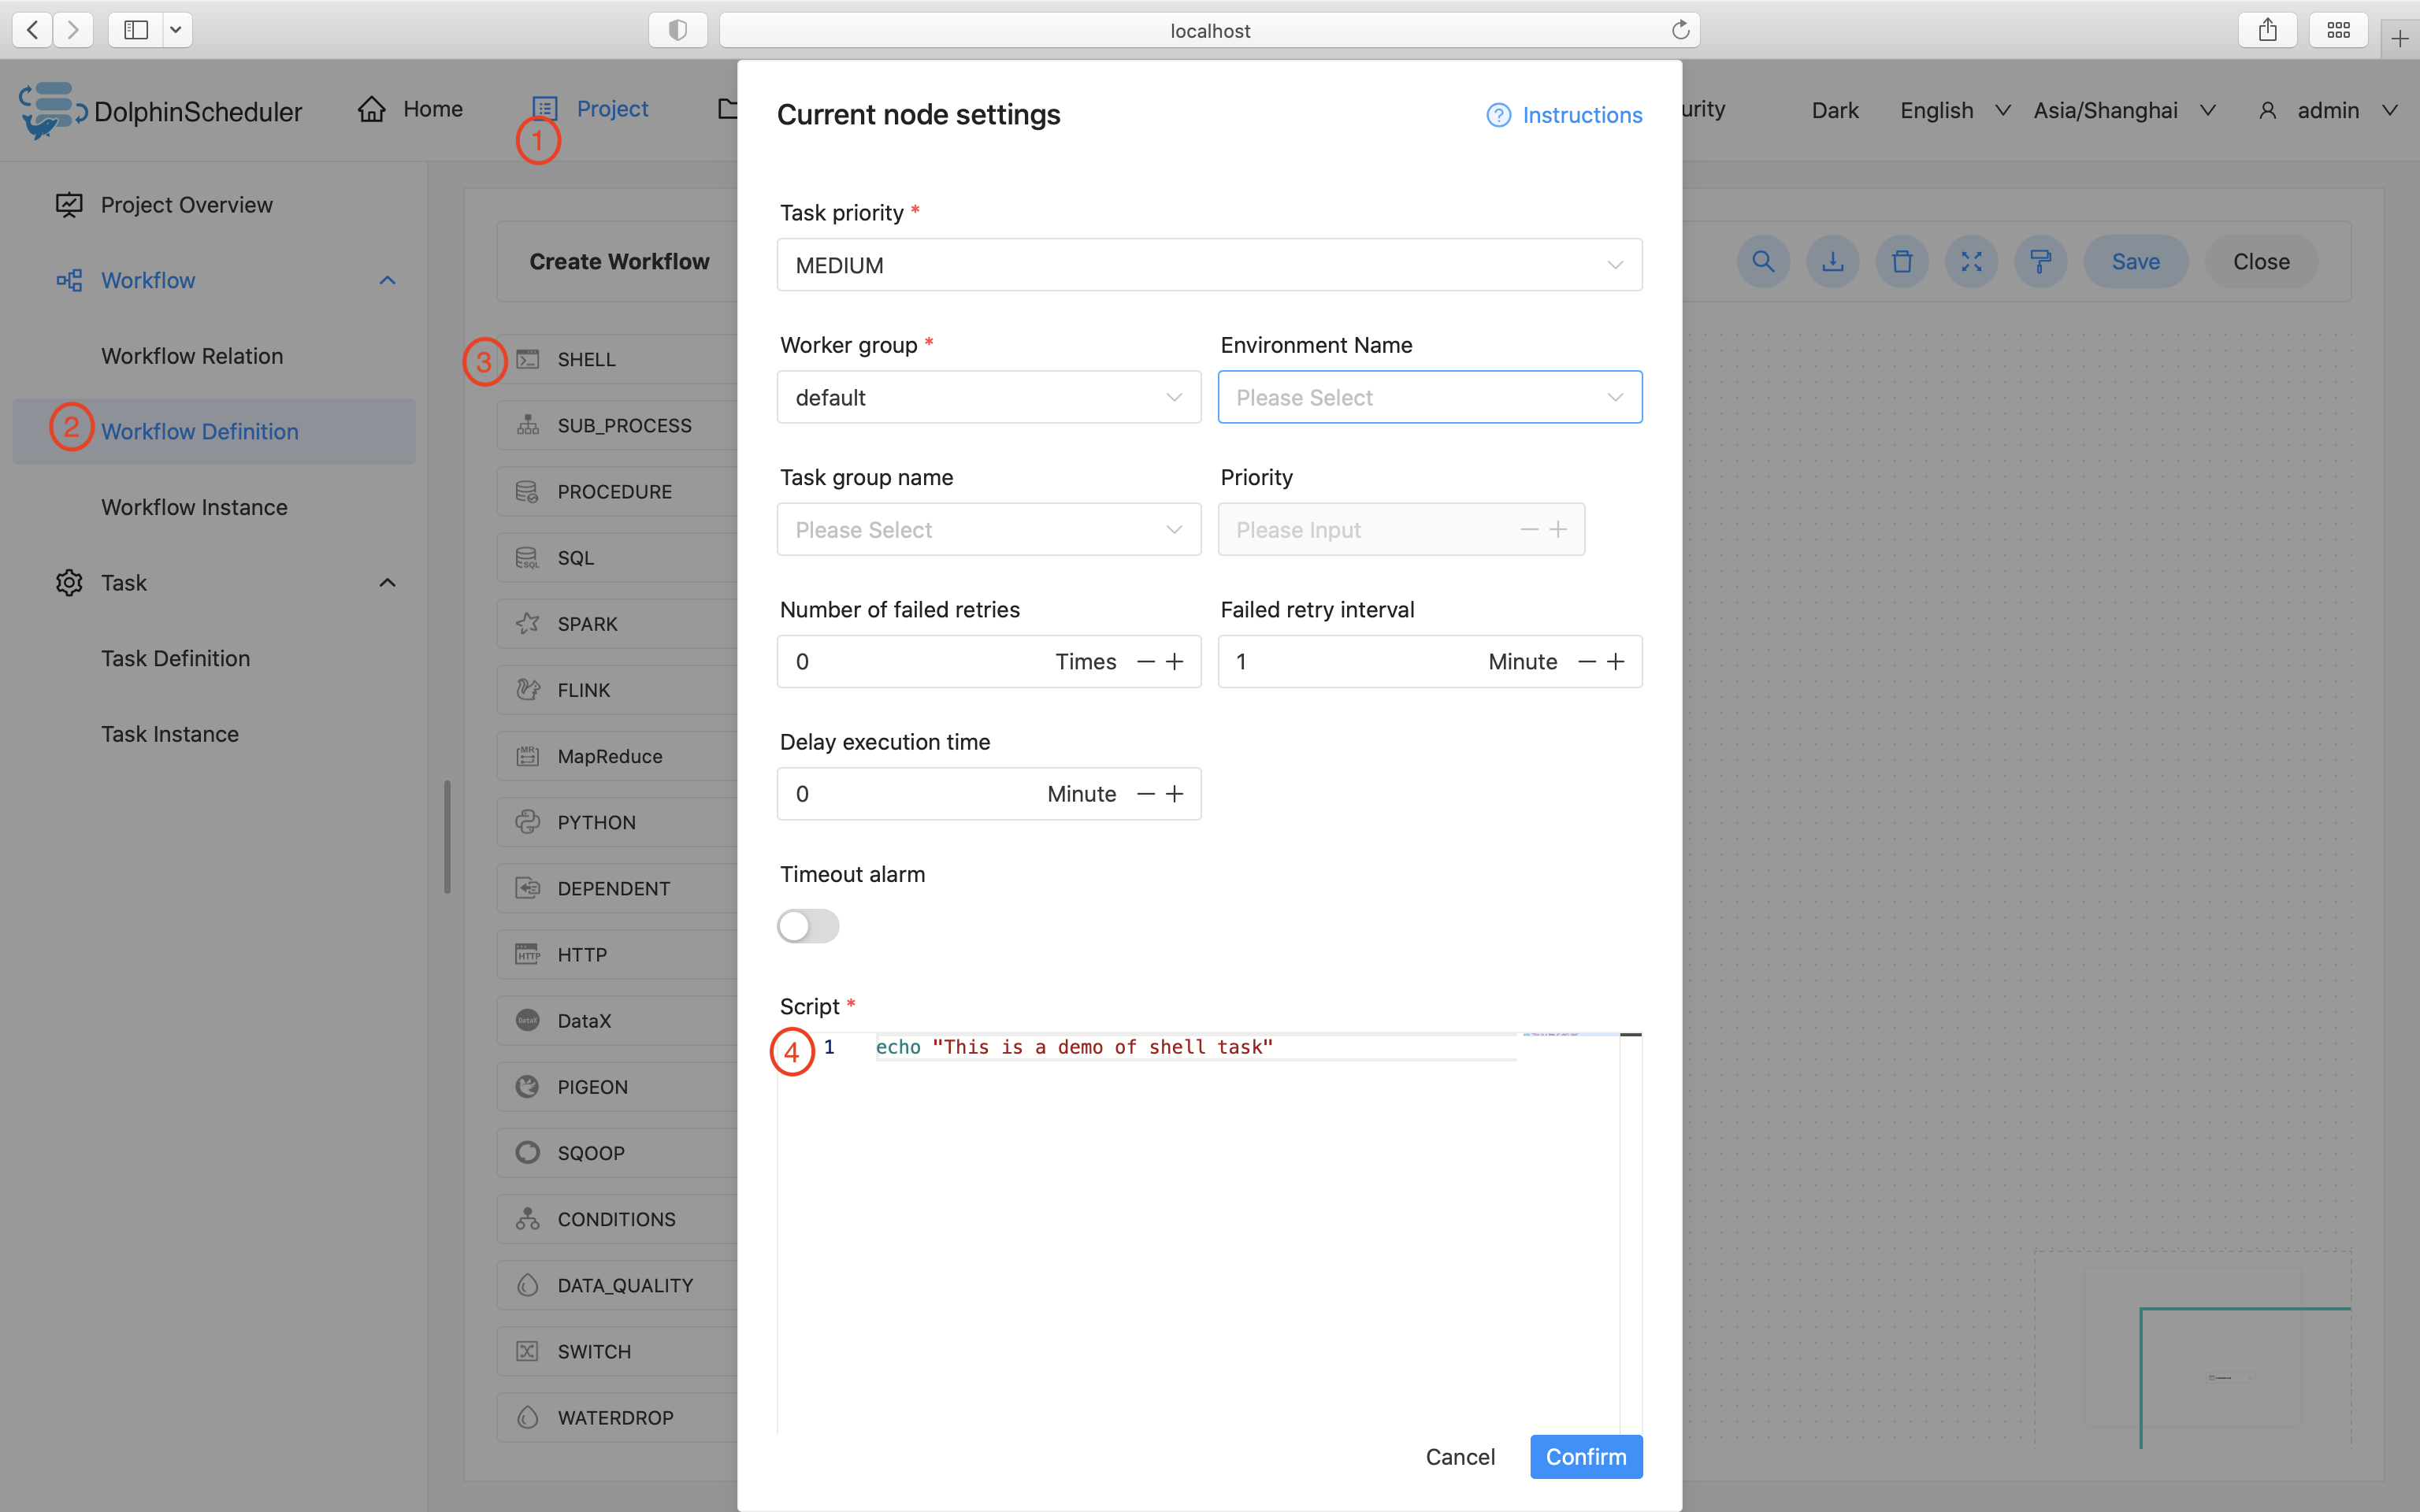 localhost
DolphinScheduler
Home
Project
1
urity
Dark
English
Asia/Shanghai
admin
Project Overview
Workflow
Workflow Relation
2
Workflow Definition
Workflow Instance
Task
Task Definition
Task Instance
Create Workflow
Save
Close
3
SHELL
SUB_PROCESS
PROCEDURE
SQL
SQL
SPARK
FLINK
MR
MapReduce
PYTHON
DEPENDENT
HTTP
HTTP
DataX
DataX
PIGEON
SQOOP
CONDITIONS
DATA_QUALITY
SWITCH
WATERDROP
Current node settings
? Instructions
Task priority *
MEDIUM
Worker group *
Environment Name
default
Please Select
Task group name
Priority
Please Select
Please Input
Number of failed retries
Failed retry interval
0 Times
1 Minute
Delay execution time
0 Minute
Timeout alarm
Script *
4
1 echo "This is a demo of shell task"
Cancel
Confirm